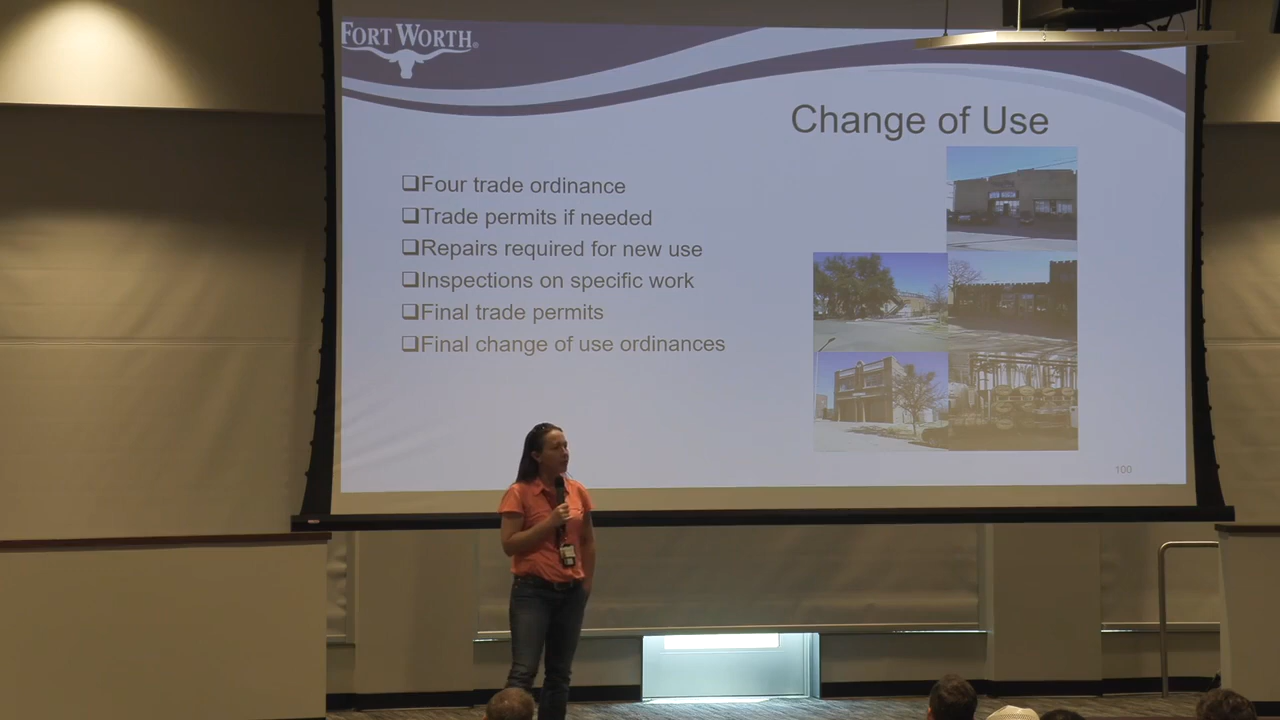 FORT WORTH®
Change of Use
❑Four trade ordinance
❑Trade permits if needed
❑Repairs required for new use
❑Inspections on specific work
❑Final trade permits
❑Final change of use ordinances
100